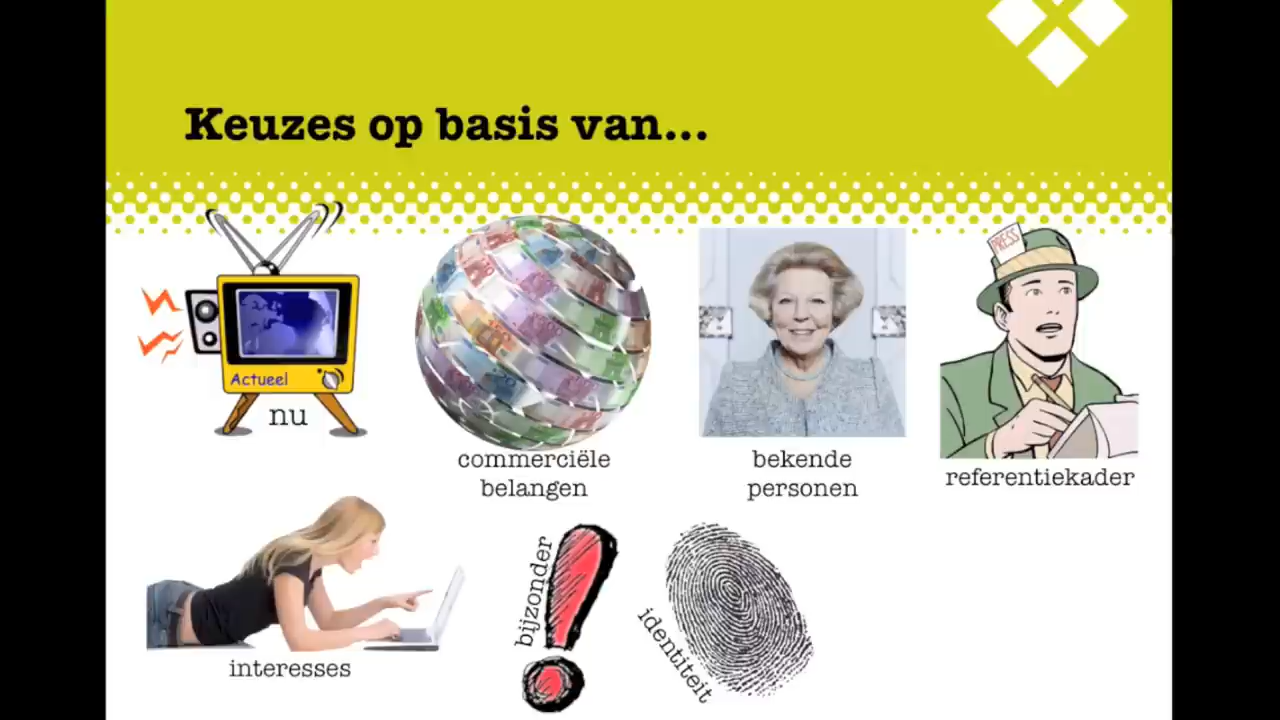 Keuzes op basis van...
PRESS
Actueel
nu
commerciële
belangen
bekende
personen
referentiekader
interesses
bijzonder
identiteit